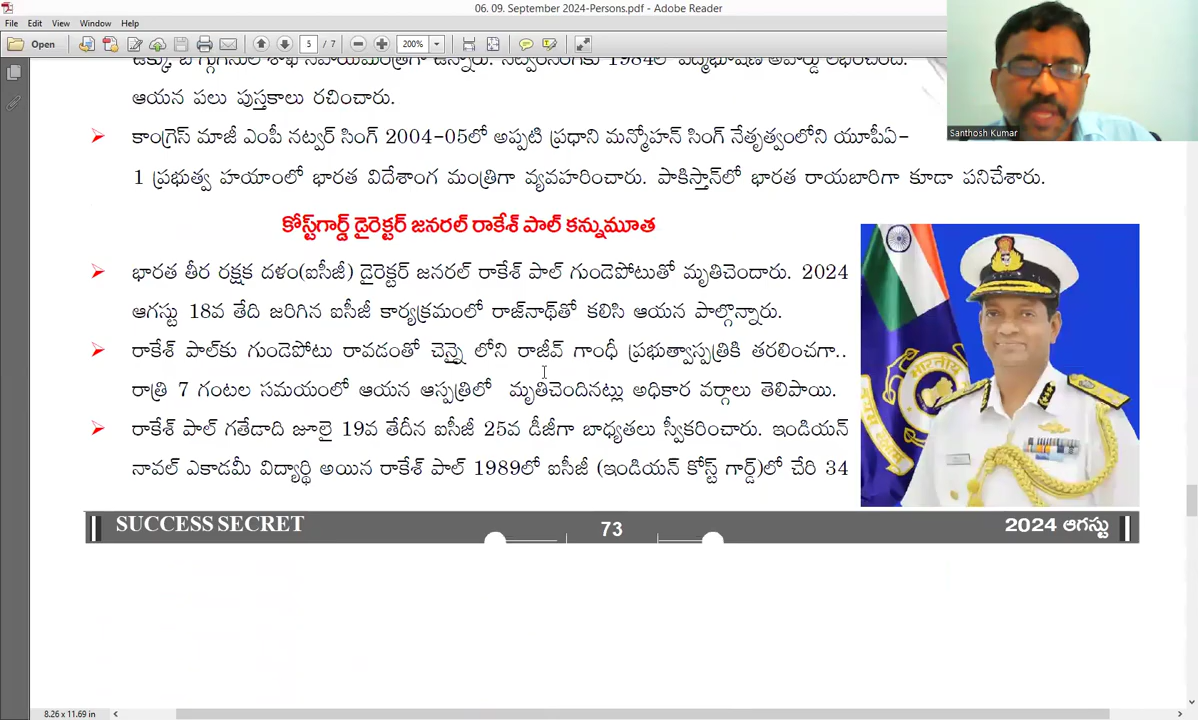 06. 09. September 2024-Persons.pdf - Adobe Reader
File Edit View Window Help
Open 5 / 7 200%
Santhosh Kumar
ఆయన పలు పుస్తకాలు రచించారు.
కాంగ్రెస్ మాజీ ఎంపీ నట్వర్ సింగ్ 2004-05లో అప్పటి ప్రధాని మన్మోహన్ సింగ్ నేతృత్వంలోని యూపీఏ-
1 ప్రభుత్వ హయాంలో భారత విదేశాంగ మంత్రిగా వ్యవహరించారు. పాకిస్తాన్‌లో భారత రాయబారిగా కూడా పనిచేశారు.
కోస్ట్‌గార్డ్ డైరెక్టర్ జనరల్ రాకేశ్ పాల్ కన్నుమూత
భారత తీర రక్షక దళం(ఐసీజీ) డైరెక్టర్ జనరల్ రాకేశ్ పాల్ గుండెపోటుతో మృతిచెందారు. 2024
ఆగస్టు 18వ తేది జరిగిన ఐసీజీ కార్యక్రమంలో రాజ్‌నాథ్‌తో కలిసి ఆయన పాల్గొన్నారు.
రాకేశ్ పాల్‌కు గుండెపోటు రావడంతో చెన్నై లోని రాజీవ్ గాంధీ ప్రభుత్వాస్పత్రికి తరలించగా..
రాత్రి 7 గంటల సమయంలో ఆయన ఆస్పత్రిలో మృతిచెందినట్లు అధికార వర్గాలు తెలిపాయి.
రాకేశ్ పాల్ గతేడాది జూలై 19వ తేదీన ఐసీజీ 25వ డీజీగా బాధ్యతలు స్వీకరించారు. ఇండియన్
నావల్ ఎకాడమీ విద్యార్థి అయిన రాకేశ్ పాల్ 1989లో ఐసీజీ (ఇండియన్ కోస్ట్ గార్డ్)లో చేరి 34
SUCCESS SECRET 73 2024 ఆగస్టు
8.26 x 11.69 in